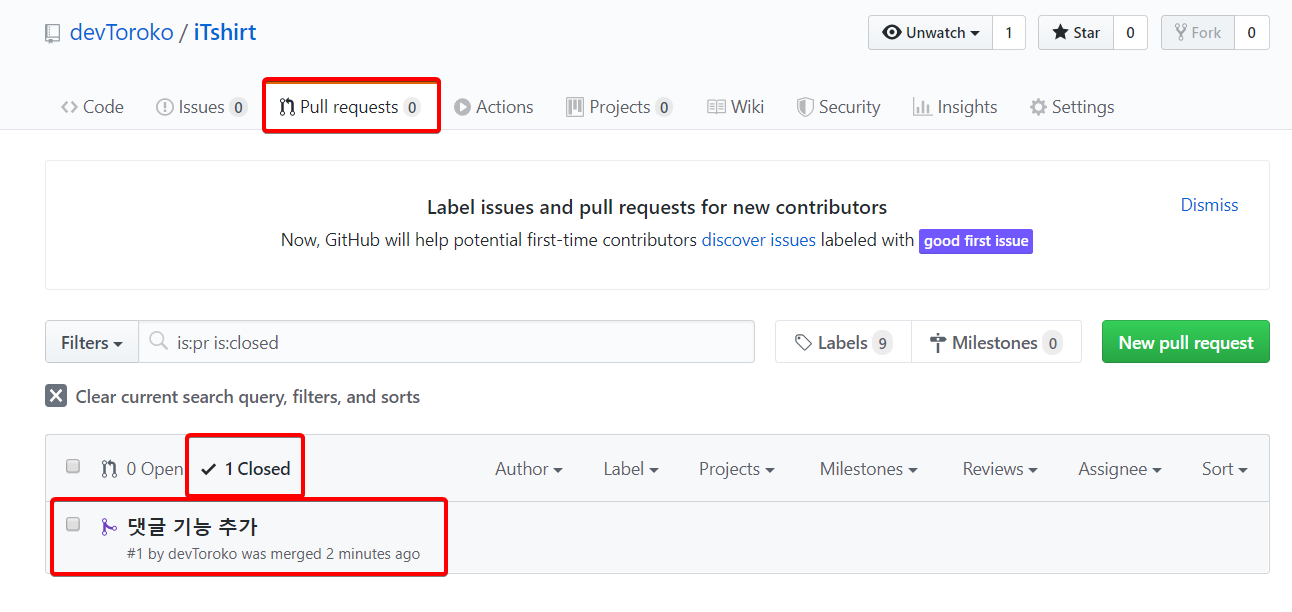 devToroko / iTshirt
Unwatch 1 Star 0 Fork 0
Code Issues 0 Pull requests 0 Actions Projects 0 Wiki Security Insights Settings
Label issues and pull requests for new contributors
Dismiss
Now, GitHub will help potential first-time contributors discover issues labeled with good first issue
Filters is:pr is:closed Labels 9 Milestones 0 New pull request
Clear current search query, filters, and sorts
0 Open 1 Closed Author Label Projects Milestones Reviews Assignee Sort
댓글 기능 추가
#1 by devToroko was merged 2 minutes ago